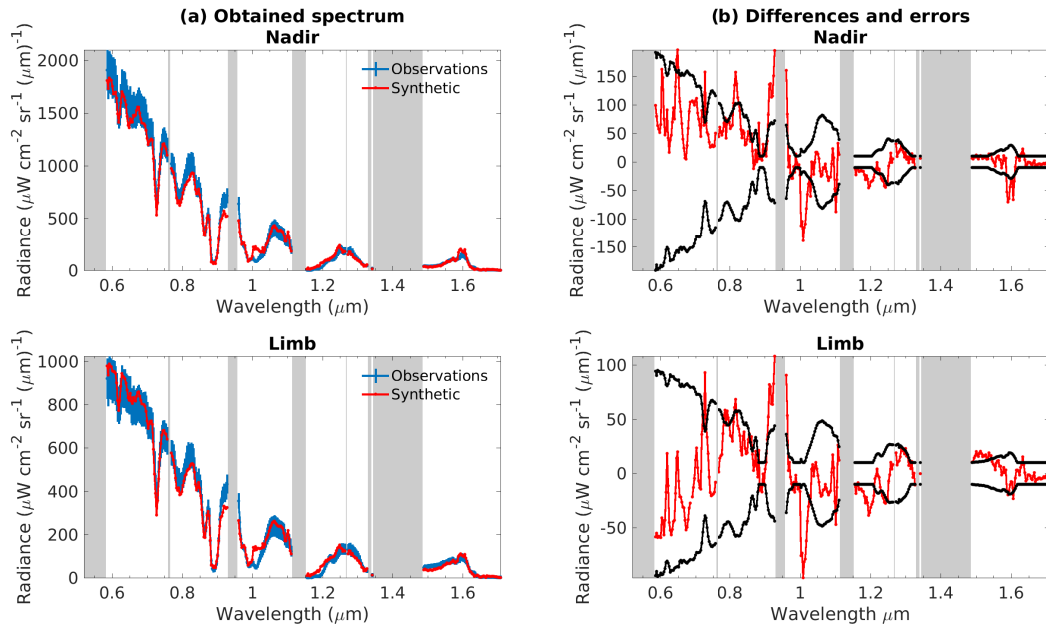 (a) Obtained spectrum
Nadir
Observations
Synthetic
2000
1500
1000
500
0
Radiance (μW cm-2 sr-1 (μm)-1)
0.6 0.8 1 1.2 1.4 1.6
Wavelength (μm)
(b) Differences and errors
Nadir
150
100
50
0
-50
-100
-150
Radiance (μW cm-2 sr-1 (μm)-1)
0.6 0.8 1 1.2 1.4 1.6
Wavelength (μm)
Limb
Observations
Synthetic
1000
800
600
400
200
0
Radiance (μW cm-2 sr-1 (μm)-1)
0.6 0.8 1 1.2 1.4 1.6
Wavelength (μm)
Limb
100
50
0
-50
Radiance (μW cm-2 sr-1 (μm)-1)
0.6 0.8 1 1.2 1.4 1.6
Wavelength μm